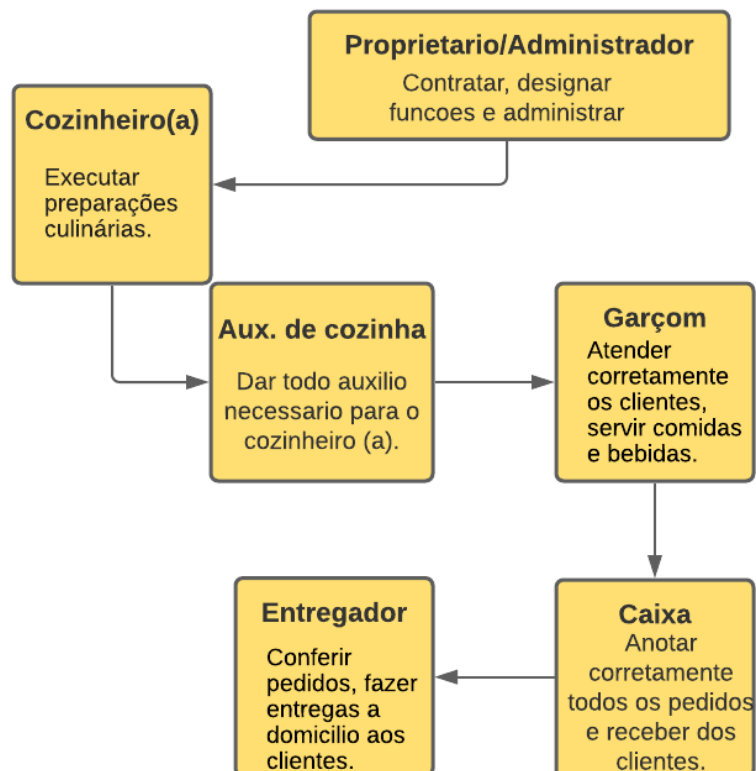 Proprietario/Administrador
Contratar, designar
funcoes e administrar
Cozinheiro(a)
Executar
preparações
culinárias.
Aux. de cozinha
Dar todo auxilio
necessario para o
cozinheiro (a).
Garçom
Atender
corretamente
os clientes,
servir comidas
e bebidas.
Caixa
Anotar
corretamente
todos os pedidos
e receber dos
clientes.
Entregador
Conferir
pedidos, fazer
entregas a
domicilio aos
clientes.